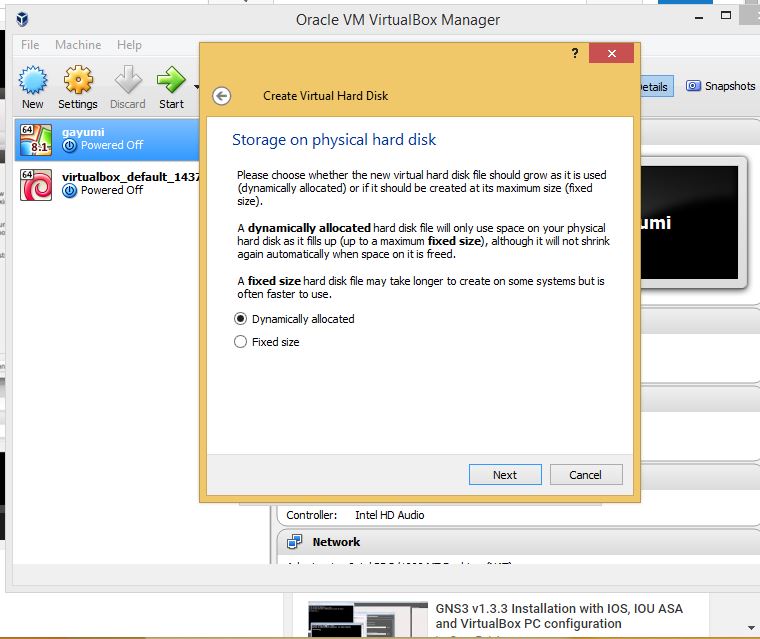 Oracle VM VirtualBox Manager
File Machine Help
?
Create Virtual Hard Disk
New Settings Discard Start
Snapshots
64
8.1
gayumi
Powered Off
64
virtualbox_default_1437
Powered Off
Storage on physical hard disk
Please choose whether the new virtual hard disk file should grow as it is used
(dynamically allocated) or if it should be created at its maximum size (fixed
size).
A dynamically allocated hard disk file will only use space on your physical
hard disk as it fills up (up to a maximum fixed size), although it will not shrink
again automatically when space on it is freed.
A fixed size hard disk file may take longer to create on some systems but is
often faster to use.
Dynamically allocated
Fixed size
Next Cancel
Controller: Intel HD Audio
Network
GNS3 v1.3.3 Installation with IOS, IOU ASA
and VirtualBox PC configuration